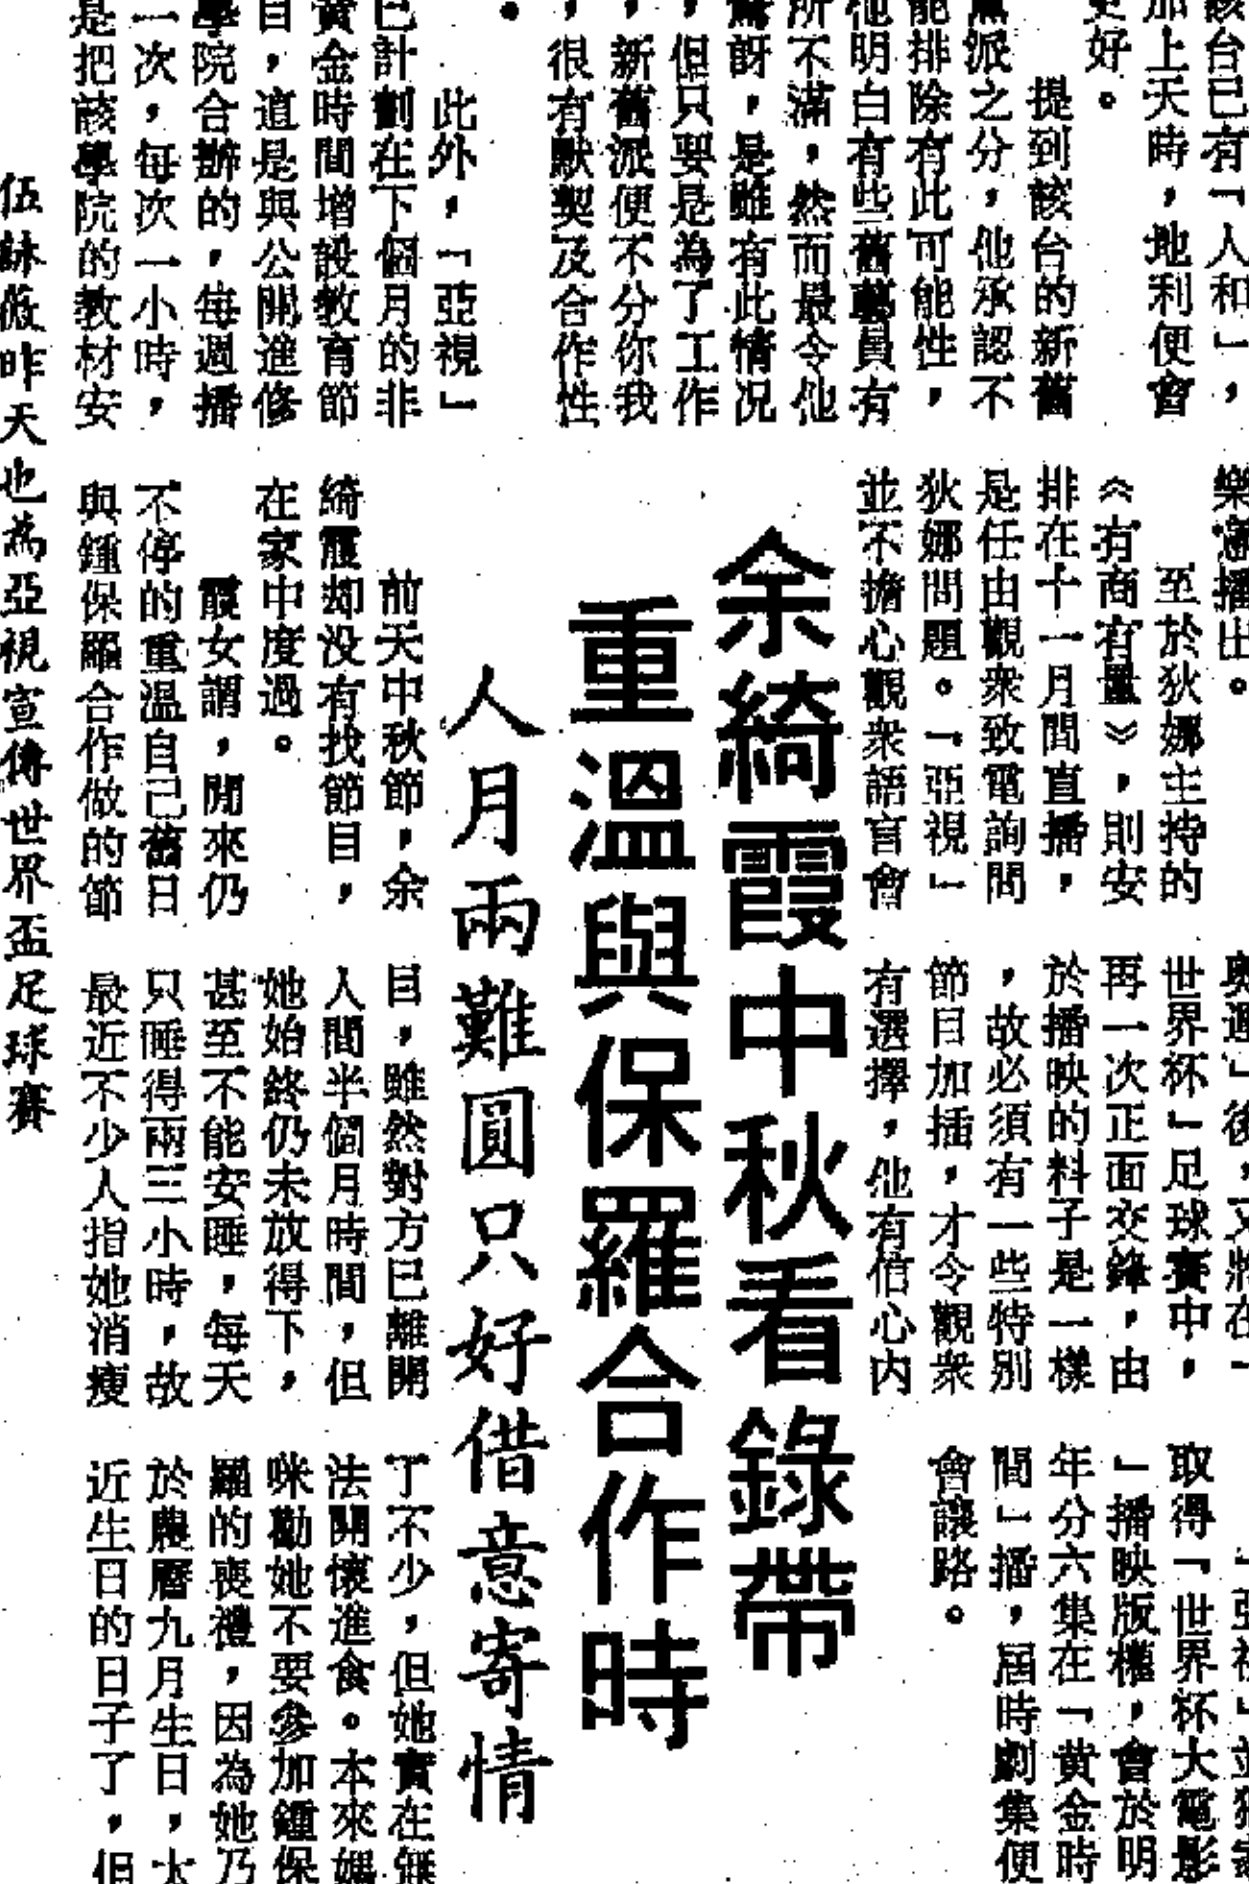 該台已有「人和」，
加上天時，地利便會
更好。
提到該台的新舊
黨派之分，他承認不
能排除有此可能性，
他明白有些舊藝員有
所不滿，然而最令他
驚訝，是雖有此情况
，但只要是為了工作
，新舊派便不分你我
，很有默契及合作性
。
此外，「亞視」
已計劃在下個月的非
黃金時間增設教育節
目，道是與公開進修
學院合辦的，每週播
一次，每次一小時，
是把該學院的教材安
播出。
至於狄娜主持的
《有商有量》，則安
排在十一月間直播，
是任由觀衆致電詢問
狄娜問題。「亞視」
並不擔心觀衆語言會
奧運」後，又將在一
世界杯」足球賽中，
再一次正面交鋒，由
於播映的料子是一樣
，故必須有一些特別
節目加插，才令觀衆
有選擇，他有信心内
「亞視」並獨家
取得「世界杯大電影
」播映版權，會於明
年分六集在「黄金時
間」播，屆時劇集便
會讓路。
余綺霞中秋看錄帶
重溫與保羅合作時
人月兩難圓只好借意寄情
前天中秋節，余
綺霞却没有找節目，
在家中度過。
霞女謂，閒來仍
不停的重温自己舊日
與鍾保羅合作做的節
目，雖然對方已離開
人間半個月時間，但
她始終仍未放得下，
甚至不能安睡，每天
只睡得兩三小時，故
最近不少人指她消瘦
了不少，但她實在無
法開懷進食。本來媽
咪勸她不要參加鍾保
羅的喪禮，因為她乃
於農曆九月生日，太
近生日的日子了，但
伍詠薇昨天也為亞視宣傳世界盃足球賽